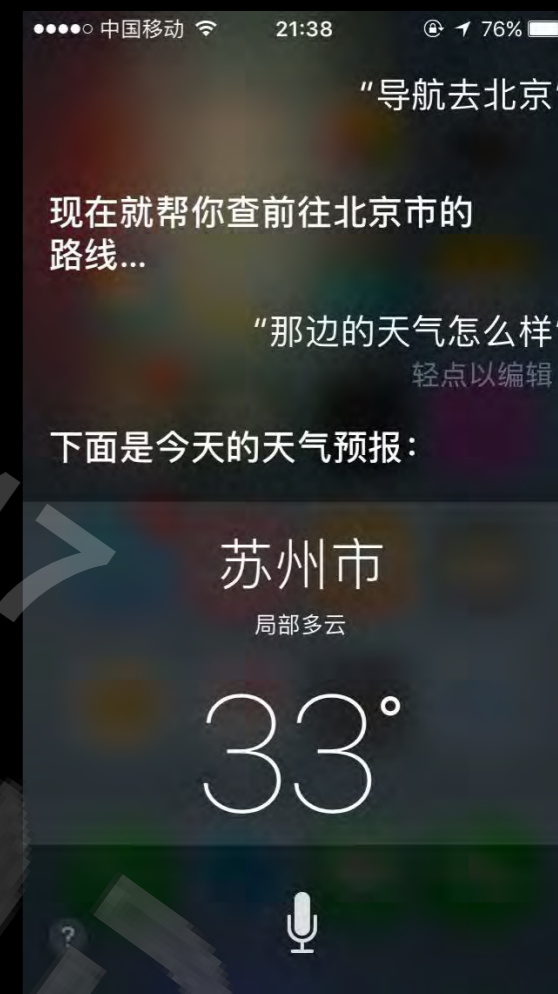 中国移动 21:38 76%
“导航去北京”
现在就帮你查前往北京市的
路线...
“那边的天气怎么样”
轻点以编辑
下面是今天的天气预报：
苏州市
局部多云
33°
?